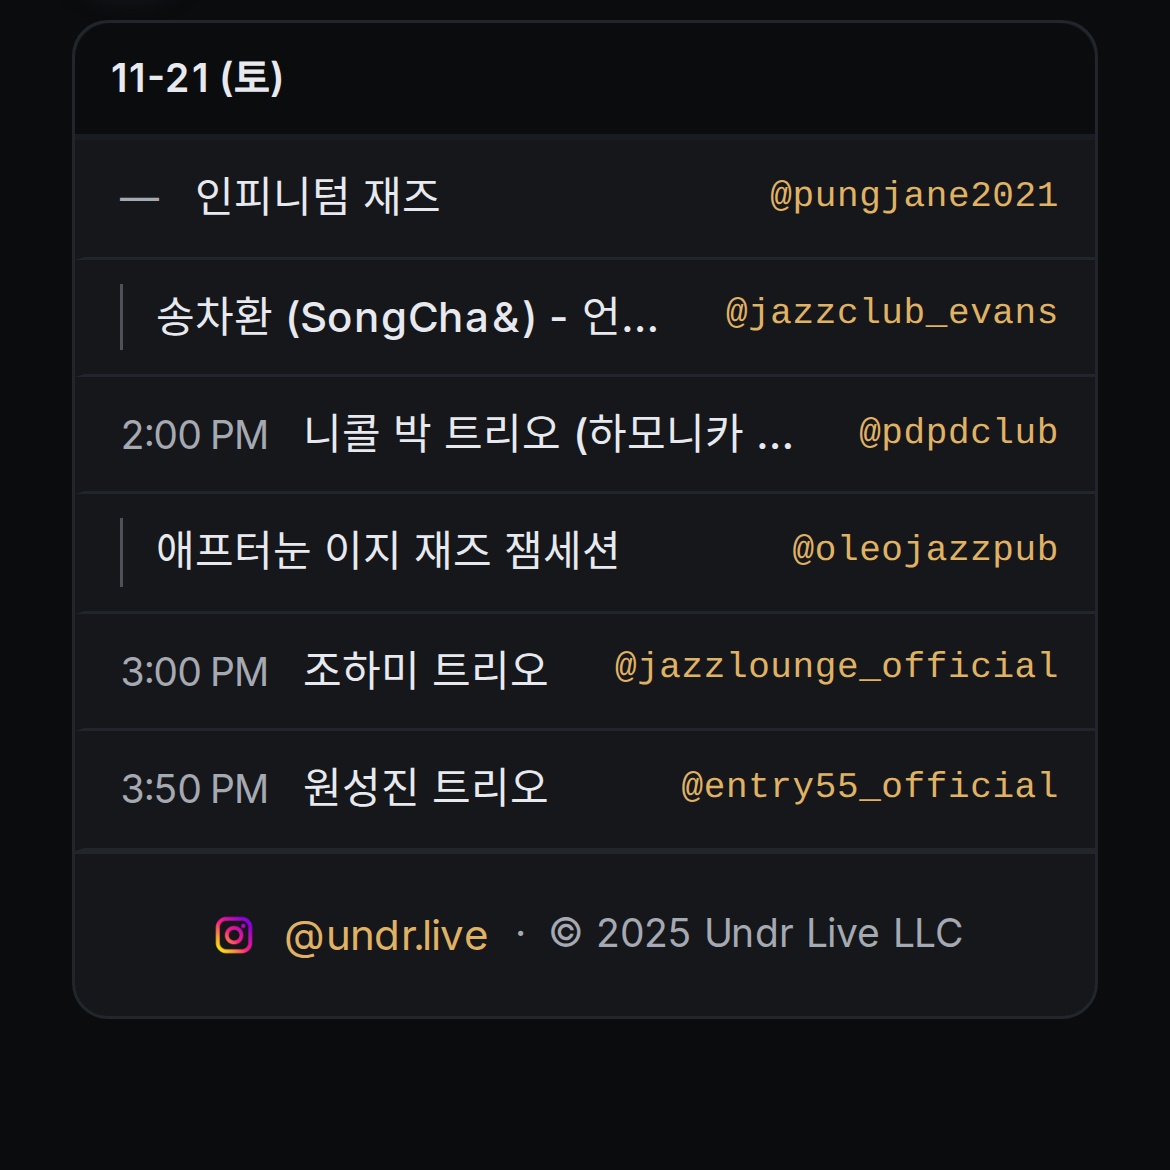 11-21 (토)
— 인피니텀 재즈 @pungjane2021
송차환 (SongCha&) - 언... @jazzclub_evans
2:00 PM 니콜 박 트리오 (하모니카 ... @pdpdclub
애프터눈 이지 재즈 잼세션 @oleojazzpub
3:00 PM 조하미 트리오 @jazzlounge_official
3:50 PM 원성진 트리오 @entry55_official
@undr.live · © 2025 Undr Live LLC